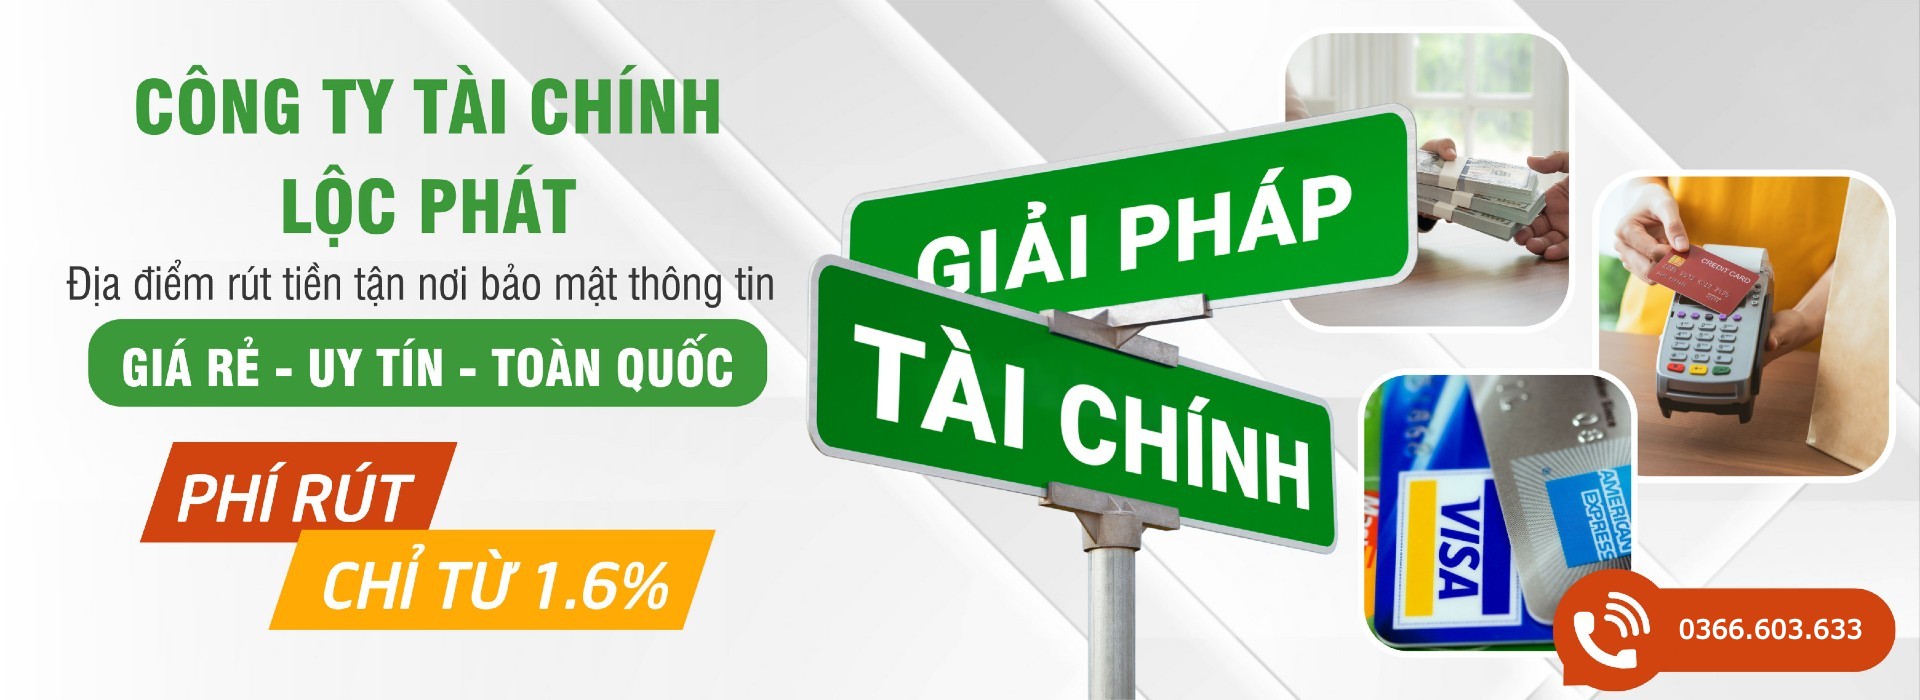 CÔNG TY TÀI CHÍNH
LỘC PHÁT
Địa điểm rút tiền tận nơi bảo mật thông tin
GIÁ RẺ - UY TÍN - TOÀN QUỐC
PHÍ RÚT
CHỈ TỪ 1.6%
GIẢI PHÁP
TÀI CHÍNH
CREDIT CARD
VISA
AMERICAN
EXPRESS
0366.603.633